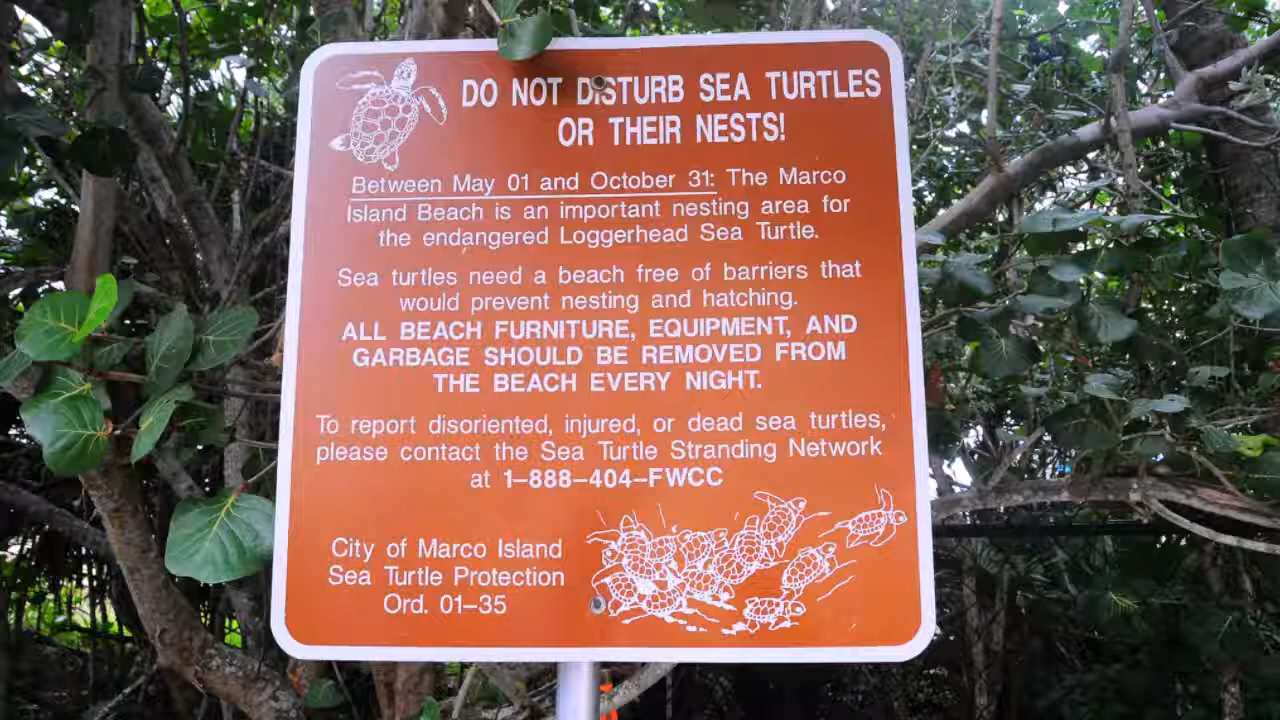 DO NOT DISTURB SEA TURTLES
OR THEIR NESTS!
Between May 01 and October 31: The Marco
Island Beach is an important nesting area for
the endangered Loggerhead Sea Turtle.
Sea turtles need a beach free of barriers that
would prevent nesting and hatching.
ALL BEACH FURNITURE, EQUIPMENT, AND
GARBAGE SHOULD BE REMOVED FROM
THE BEACH EVERY NIGHT.
To report disoriented, injured, or dead sea turtles,
please contact the Sea Turtle Stranding Network
at 1-888-404-FWCC
City of Marco Island
Sea Turtle Protection
Ord. 01-35